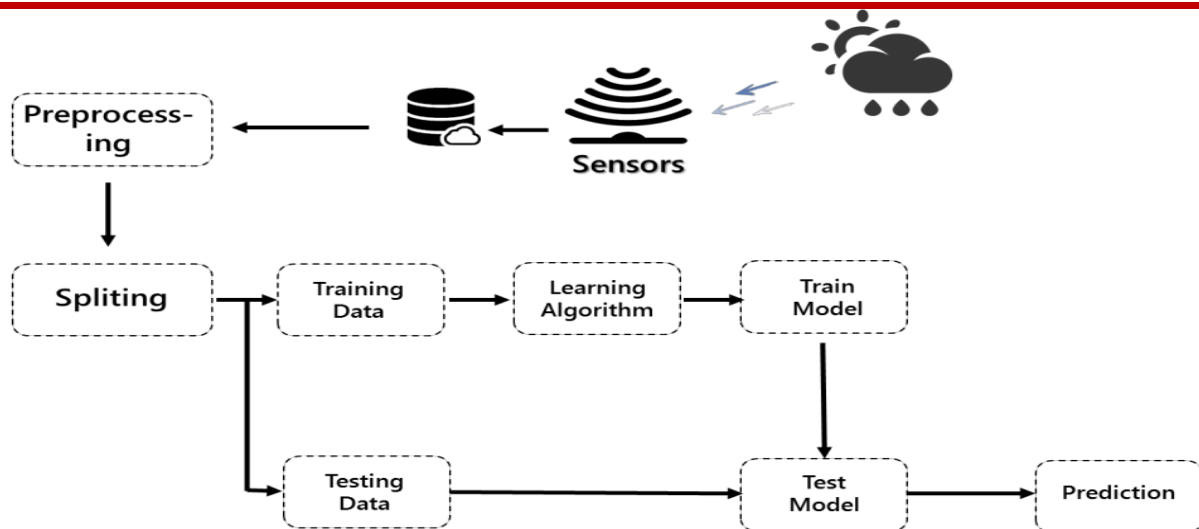 Preprocess-
ing
Sensors
Spliting
Training
Data
Learning
Algorithm
Train
Model
Testing
Data
Test
Model
Prediction